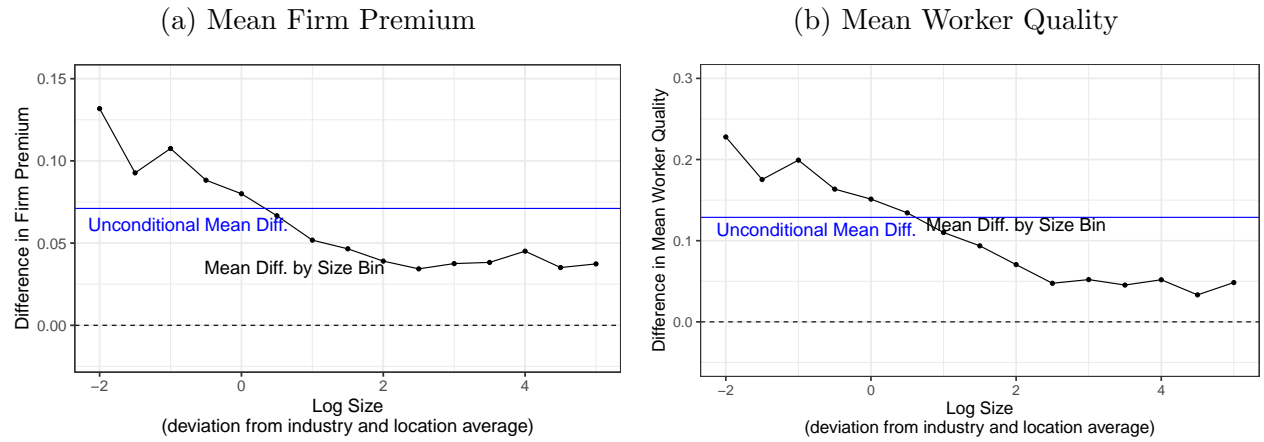 (a) Mean Firm Premium
Difference in Firm Premium
0.15
0.10
0.05
0.00
Unconditional Mean Diff.
Mean Diff. by Size Bin
−2
0
2
4
Log Size
(deviation from industry and location average)
(b) Mean Worker Quality
Difference in Mean Worker Quality
0.3
0.2
0.1
0.0
Unconditional Mean Diff.
Mean Diff. by Size Bin
−2
0
2
4
Log Size
(deviation from industry and location average)